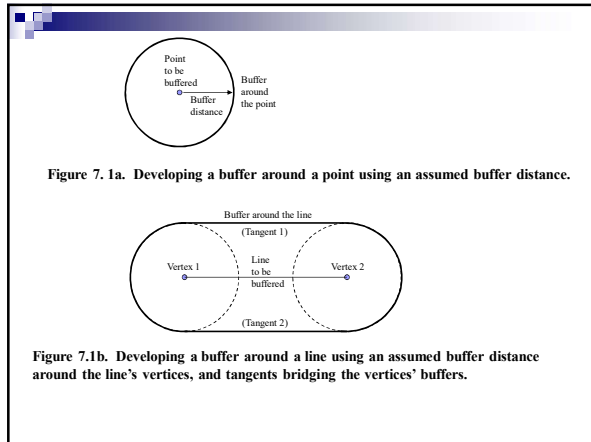 Point
to be
buffered
Buffer
distance
Buffer
around
the point
Figure 7. 1a. Developing a buffer around a point using an assumed buffer distance.
Buffer around the line
(Tangent 1)
Vertex 1
Line
to be
buffered
Vertex 2
(Tangent 2)
Figure 7.1b. Developing a buffer around a line using an assumed buffer distance
around the line's vertices, and tangents bridging the vertices' buffers.